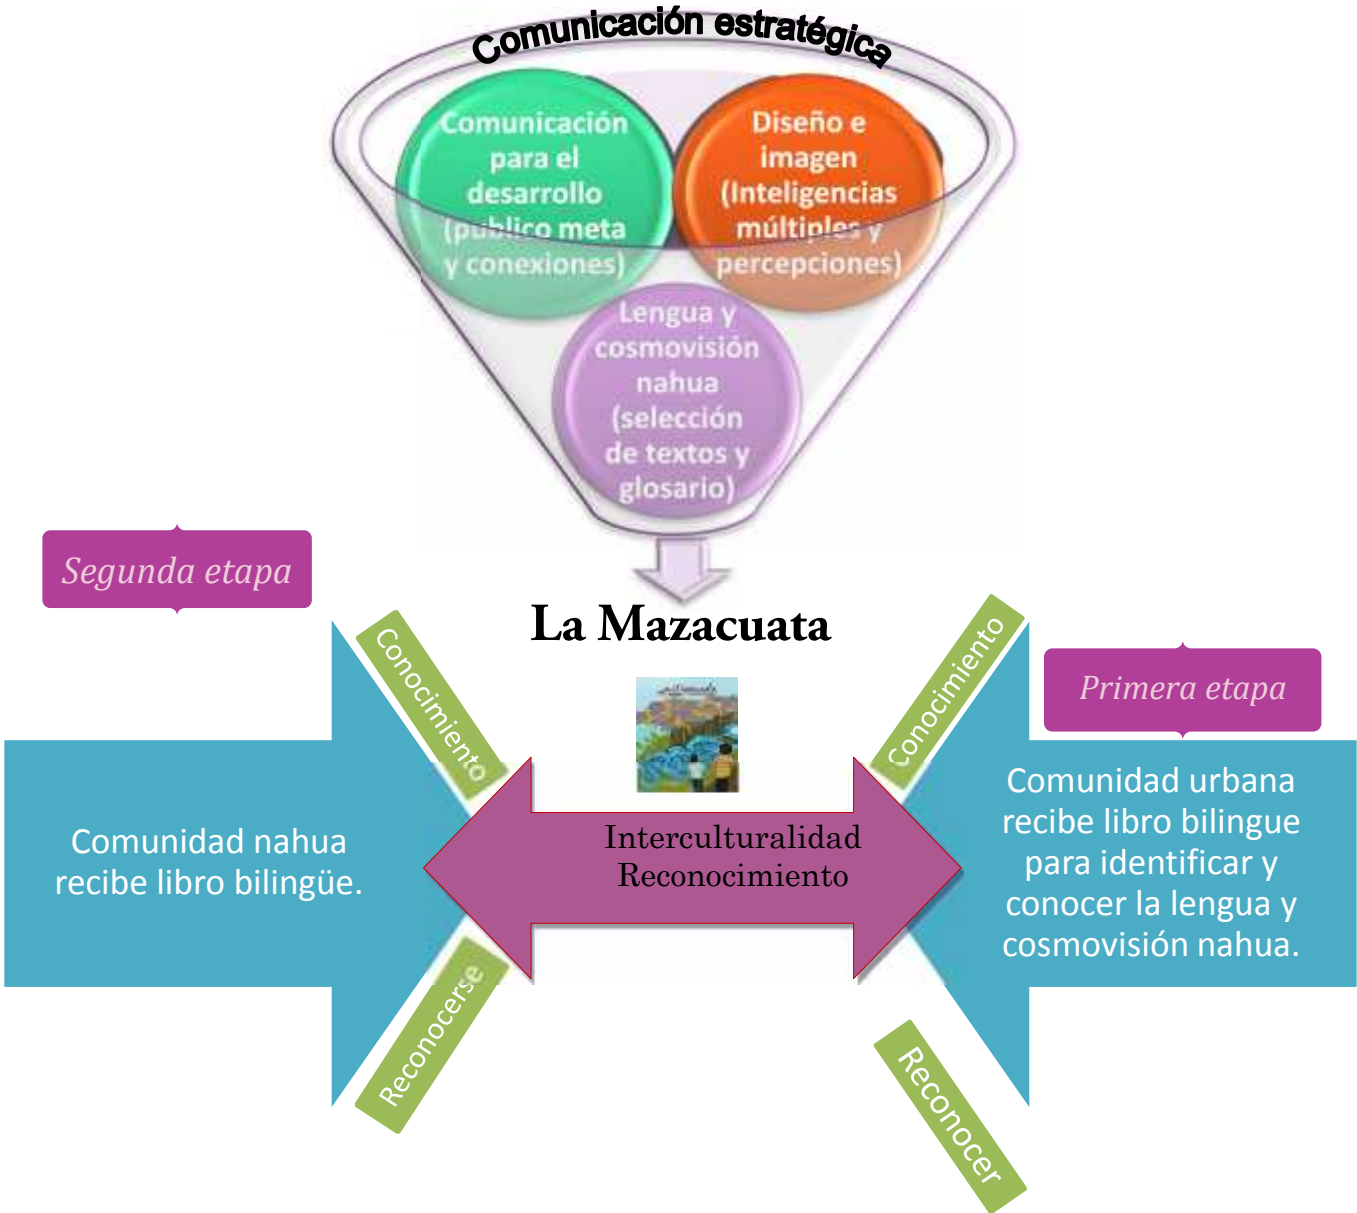 Comunicación estratégica
Comunicación
para el
desarrollo
(público meta
y conexiones)
Diseño e
imagen
(Inteligencias
múltiples y
percepciones)
Lengua y
cosmovisión
nahua
(selección
de textos y
glosario)
Segunda etapa
La Mazacuata
Primera etapa
Conocimiento
Conocimiento
Comunidad nahua
recibe libro bilingüe.
Interculturalidad
Reconocimiento
Comunidad urbana
recibe libro bilingue
para identificar y
conocer la lengua y
cosmovisión nahua.
Reconocerse
Reconocer